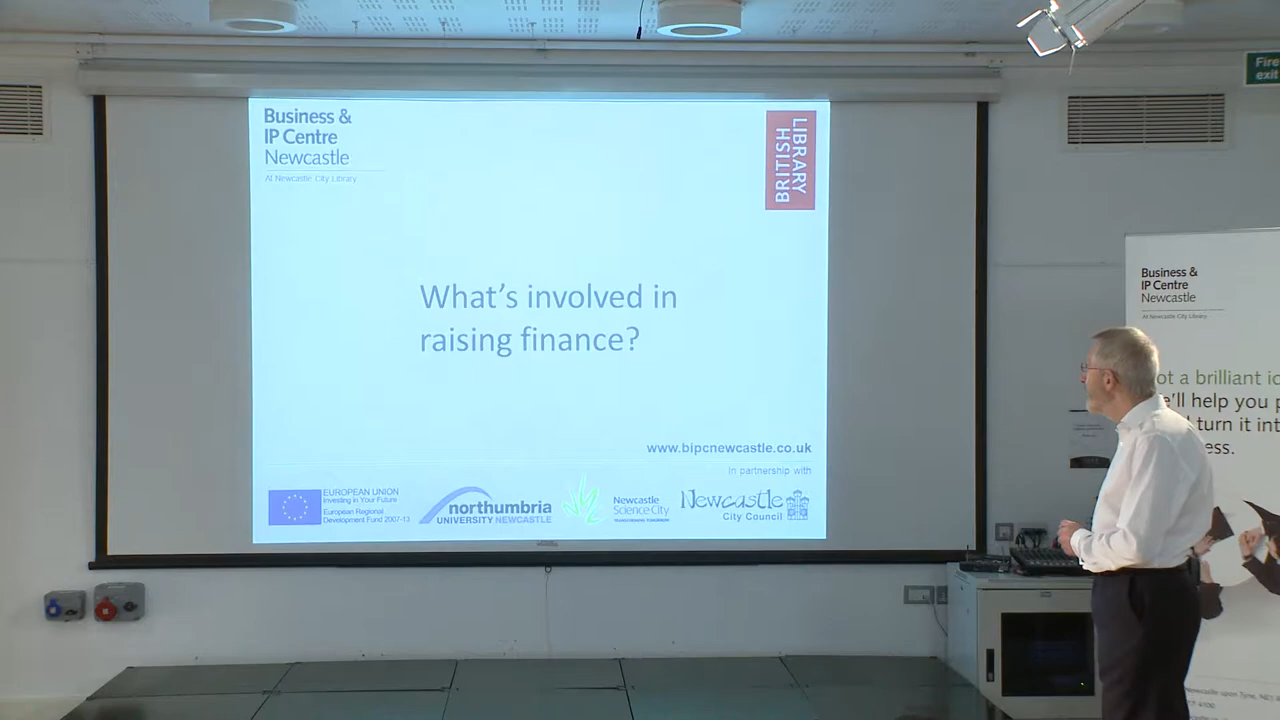 Business &
IP Centre
Newcastle
At Newcastle City Library
BRITISH
LIBRARY
What's involved in
raising finance?
www.bipcnewcastle.co.uk
In partnership with
EUROPEAN UNION
Investing in Your Future
European Regional
Development Fund 2007-13
northumbria
UNIVERSITY NEWCASTLE
Newcastle
Science City
Newcastle
City Council
Fire
exit
Business &
IP Centre
Newcastle
At Newcastle City Library
ot a brilliant
e'll help you
turn it int
ess.